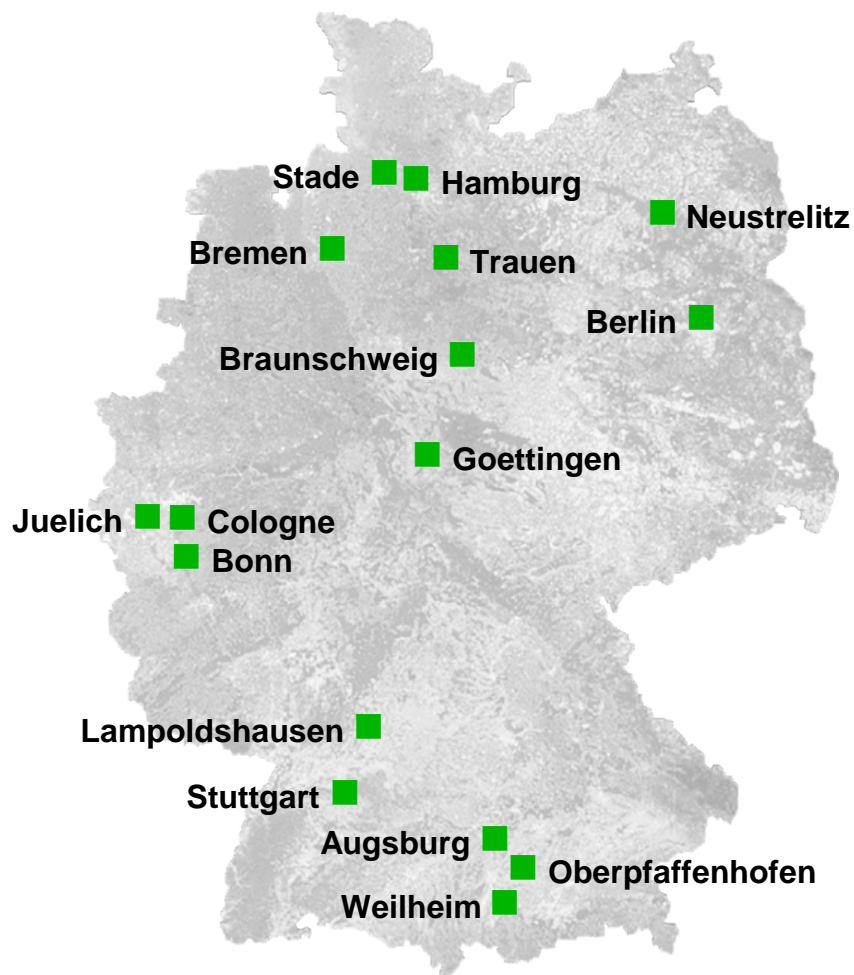 Stade
Hamburg
Neustrelitz
Bremen
Trauen
Berlin
Braunschweig
Goettingen
Juelich
Cologne
Bonn
Lampoldshausen
Stuttgart
Augsburg
Oberpfaffenhofen
Weilheim